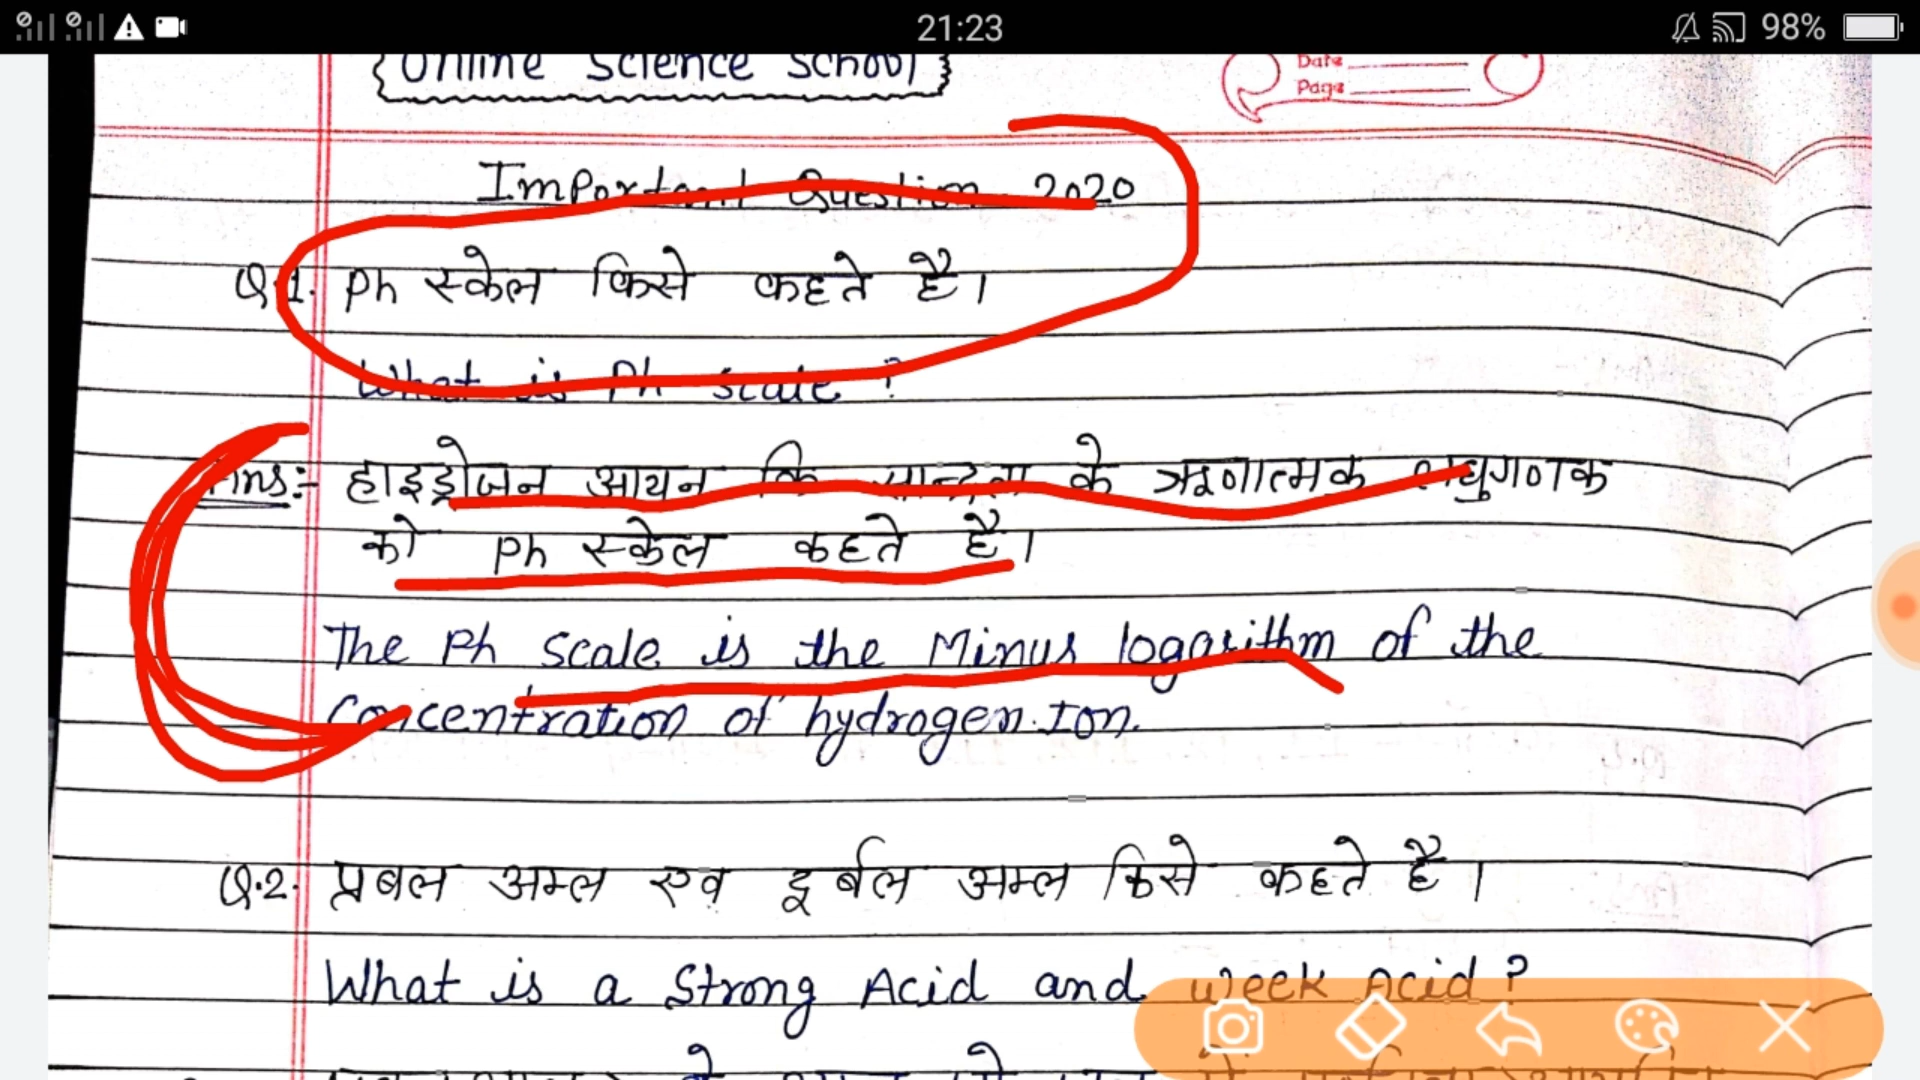 21:23 98%
Online Science School
Date
Page
Important Question 2020
Q.1. Ph स्केल किसे कहते है।
What is Ph scale ?
Ans:- हाइड्रोजन आयन कि सान्द्रता के ऋणात्मक लघुगणक
को Ph स्केल कहते है।
The Ph Scale is the Minus logarithm of the
Concentration of hydrogen Ion.
Q.2. प्रबल अम्ल एव दूर्बल अम्ल किसे कहते है।
What is a Strong Acid and week Acid ?